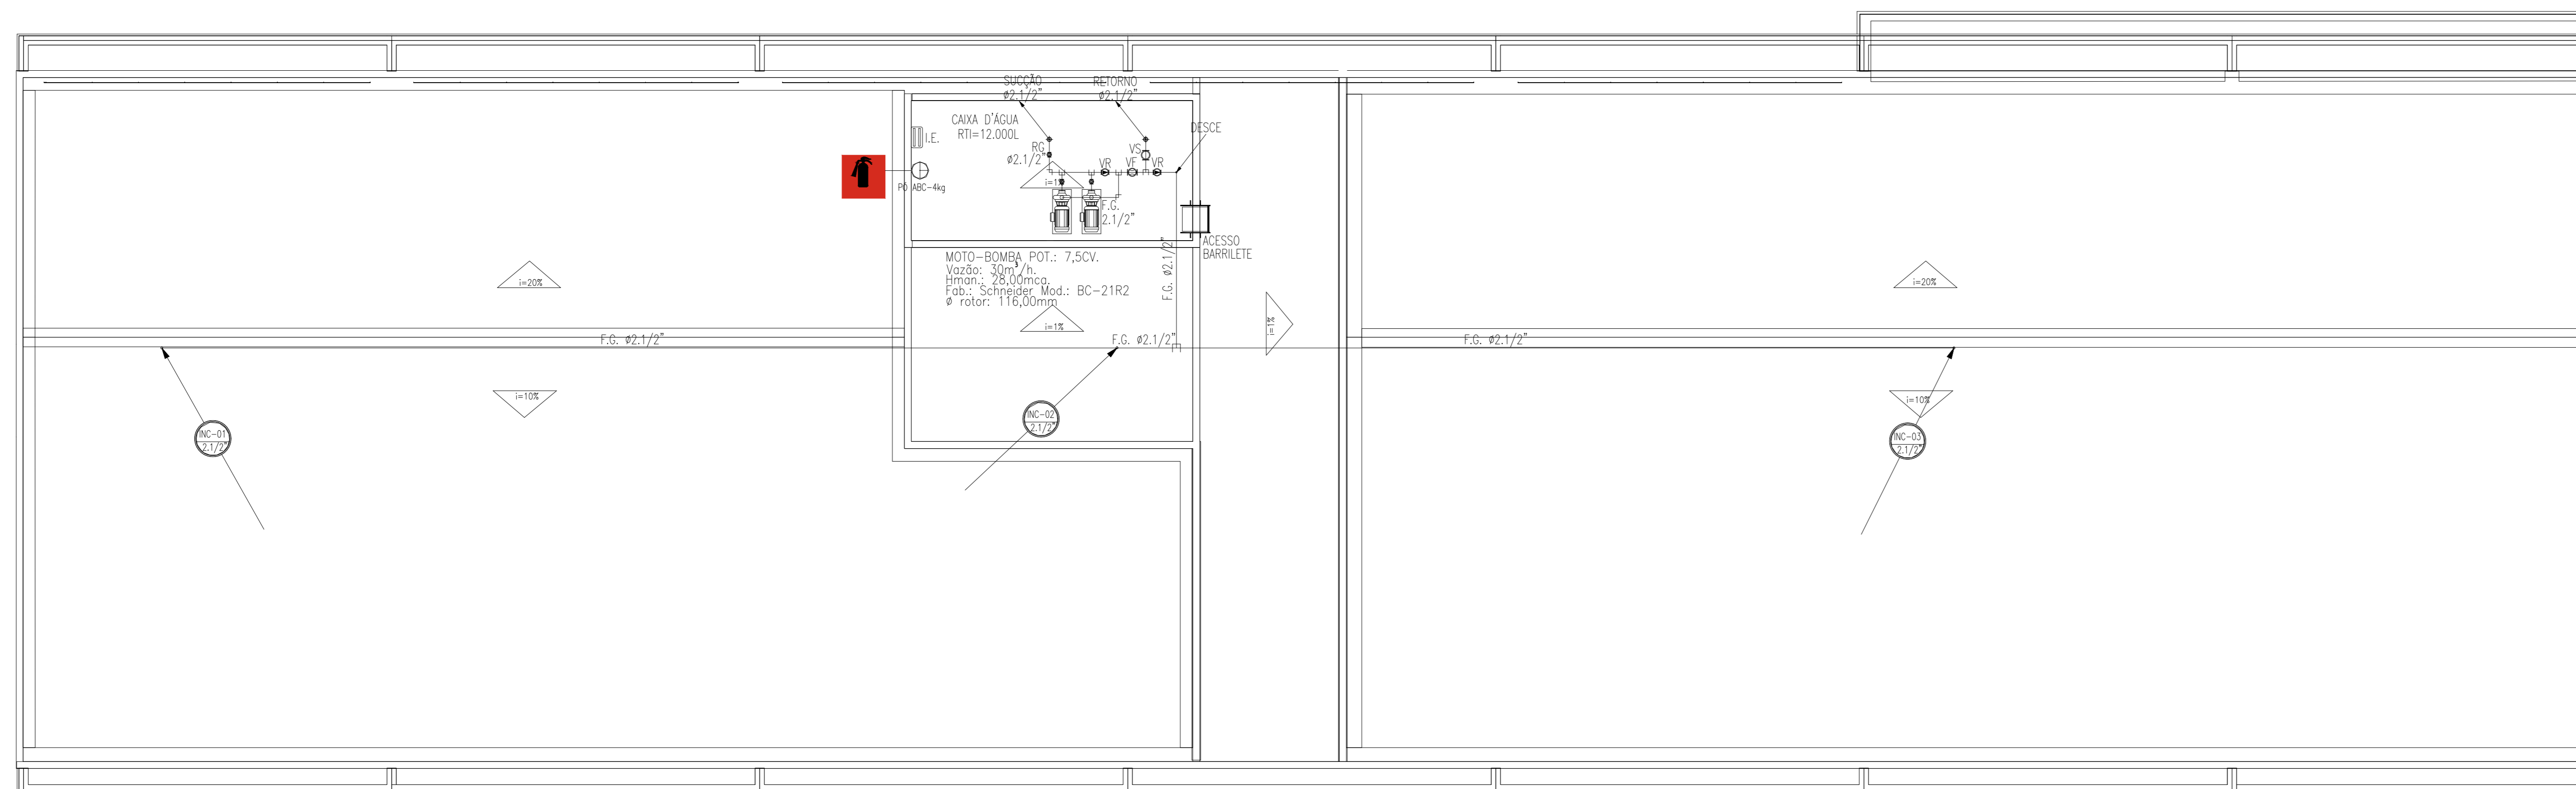 SUCÇÃO
ø2.1/2"
RETORNO
ø2.1/2"
CAIXA D'ÁGUA
RTI=12.000L
DESCE
I.E.
RG
ø2.1/2"
VS
VR
VF
VR
PÓ ABC-4kg
i=1%
F.G.
2.1/2"
ACESSO
BARRILETE
F.G. ø2.1/2"
MOTO-BOMBA POT.: 7,5CV.
Vazão: 30m³/h.
Hman.: 28,00mca.
Fab.: Schneider Mod.: BC-21R2
ø rotor: 116,00mm
i=20%
i=20%
i=1%
i=1%
F.G. ø2.1/2"
F.G. ø2.1/2"
F.G. ø2.1/2"
i=10%
i=10%
INC-01
2.1/2"
INC-02
2.1/2"
INC-03
2.1/2"